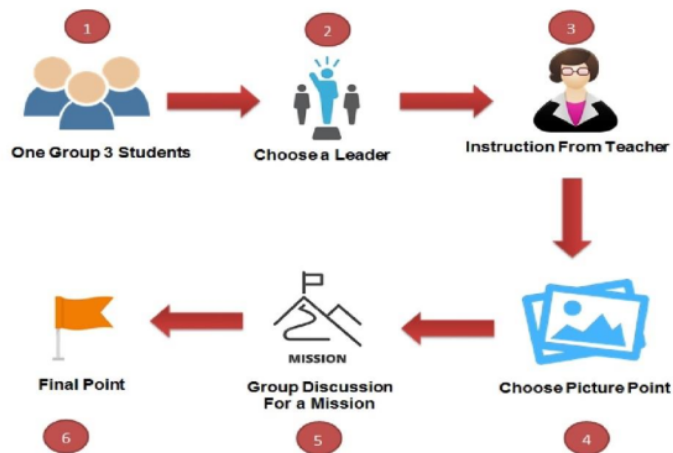 1
2
3
One Group 3 Students
Choose a Leader
Instruction From Teacher
MISSION
Final Point
Group Discussion
For a Mission
Choose Picture Point
6
5
4